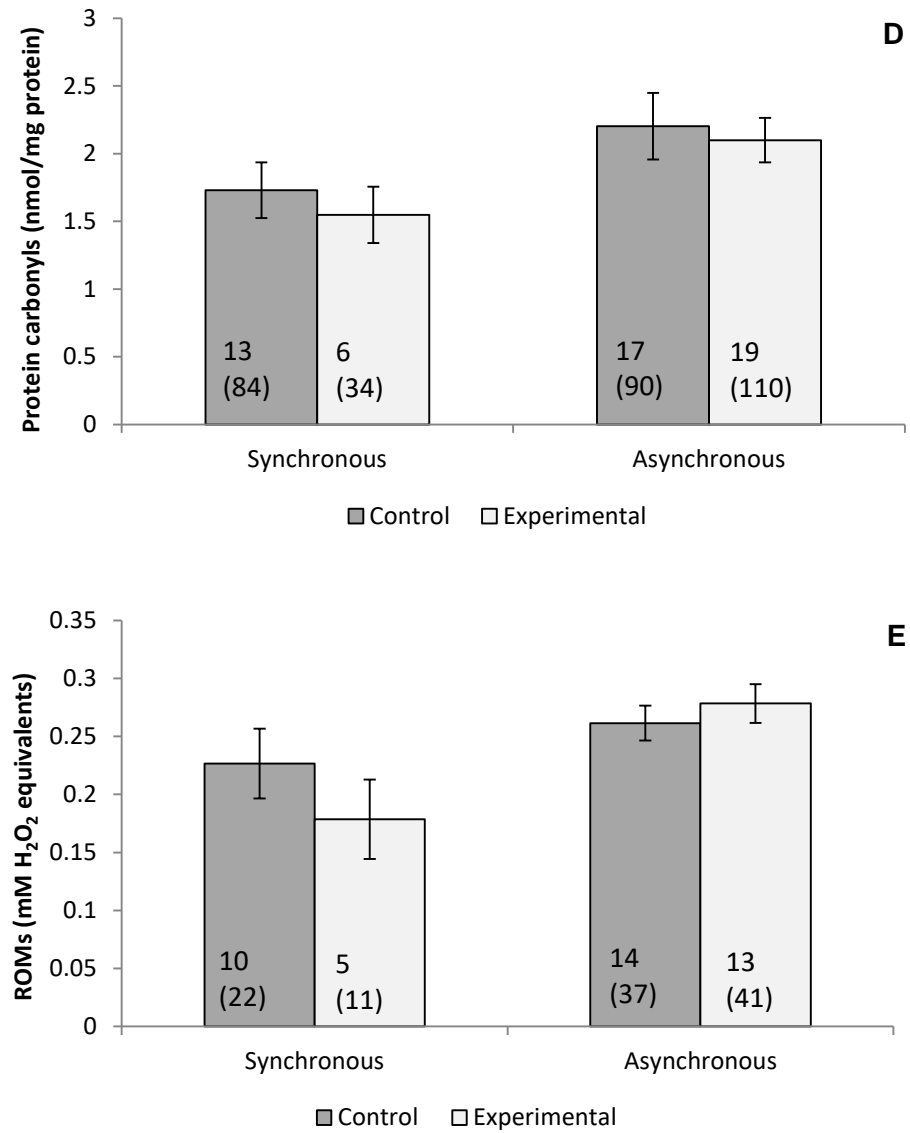 D
Protein carbonyls (nmol/mg protein)
3
2.5
2
1.5
1
0.5
0
13
(84)
6
(34)
17
(90)
19
(110)
Synchronous
Asynchronous
Control
Experimental
E
ROMs (mM H₂O₂ equivalents)
0.35
0.3
0.25
0.2
0.15
0.1
0.05
0
10
(22)
5
(11)
14
(37)
13
(41)
Synchronous
Asynchronous
Control
Experimental